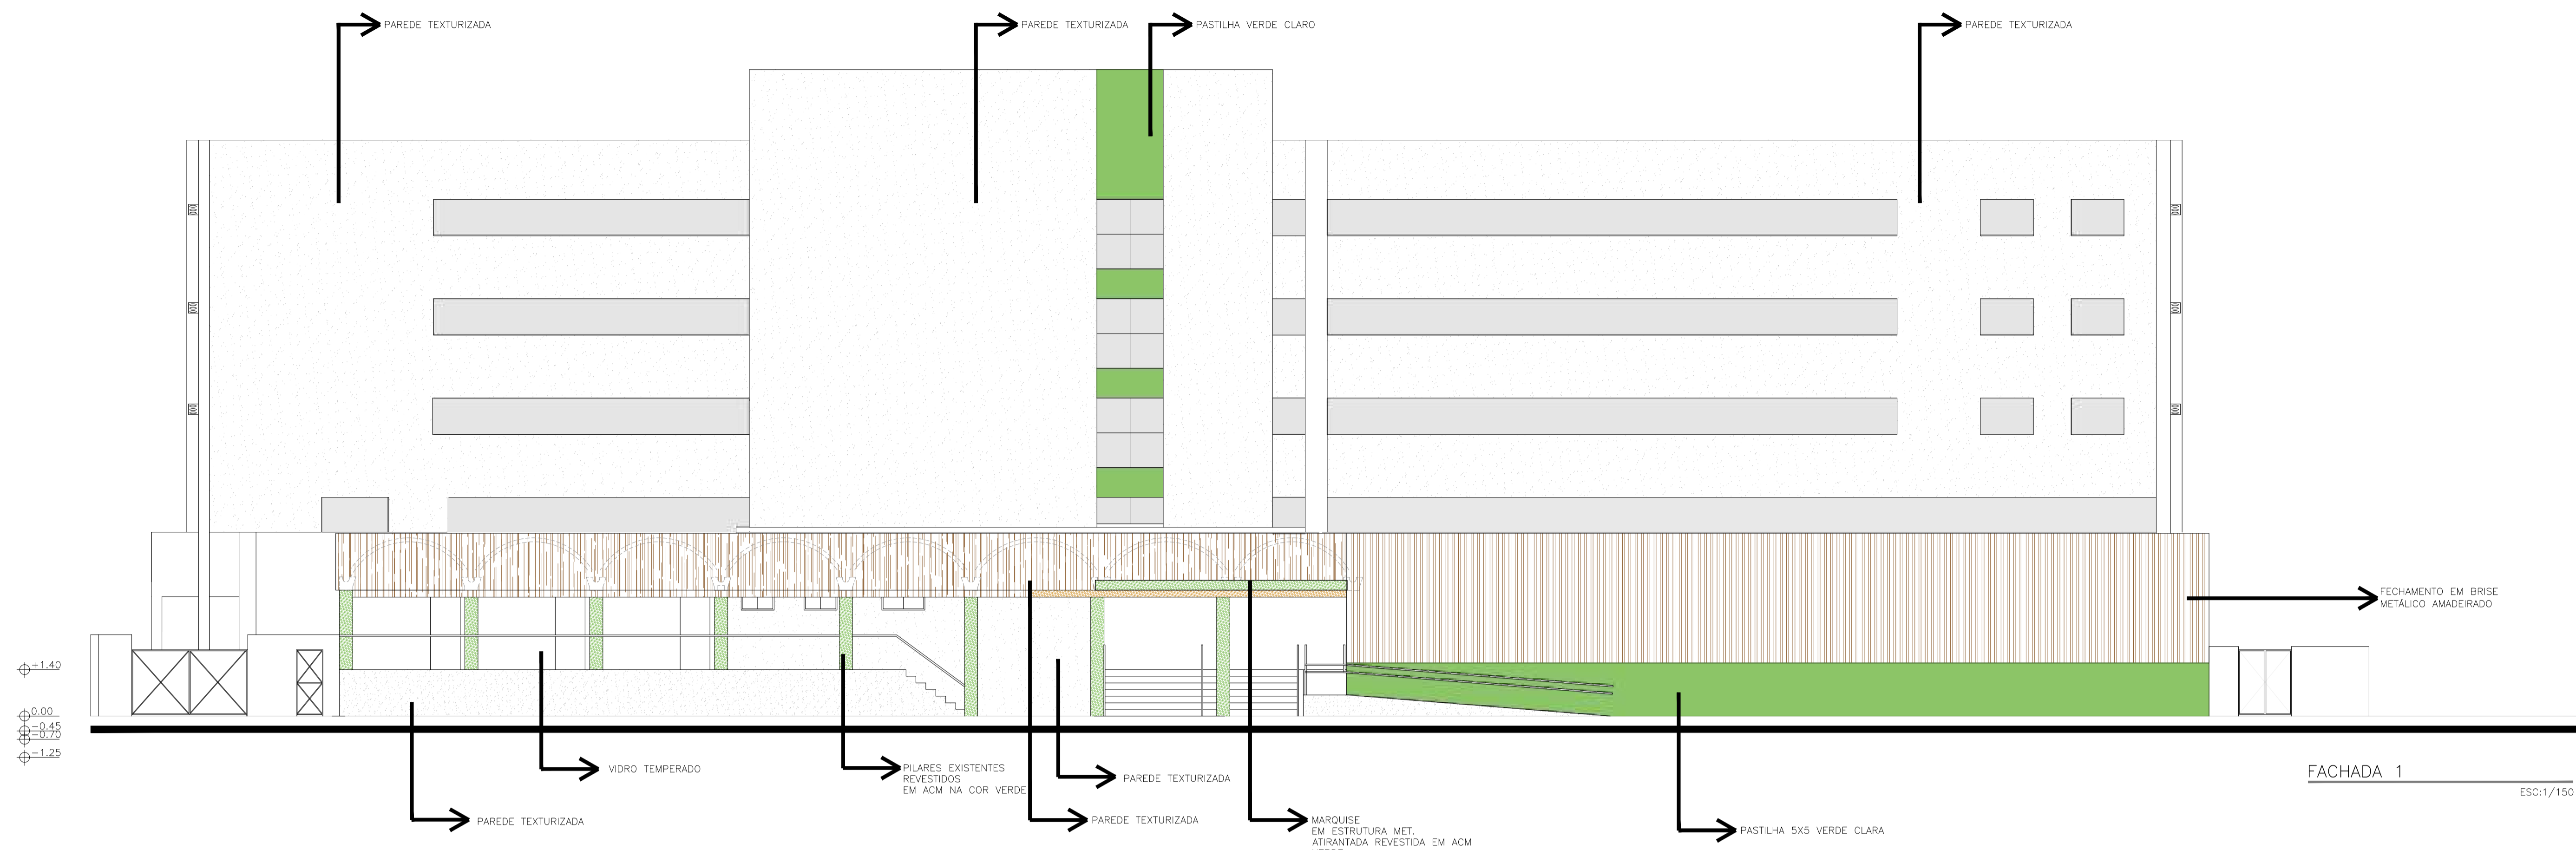 PAREDE TEXTURIZADA
PAREDE TEXTURIZADA
PASTILHA VERDE CLARO
PAREDE TEXTURIZADA
FECHAMENTO EM BRISE
METÁLICO AMADEIRADO
+1.40
0.00
-0.45
-0.70
-1.25
VIDRO TEMPERADO
PILARES EXISTENTES
REVESTIDOS
EM ACM NA COR VERDE
PAREDE TEXTURIZADA
FACHADA 1
ESC:1/150
PAREDE TEXTURIZADA
PAREDE TEXTURIZADA
MARQUISE
EM ESTRUTURA MET.
ATIRANTADA REVESTIDA EM ACM
PASTILHA 5X5 VERDE CLARA